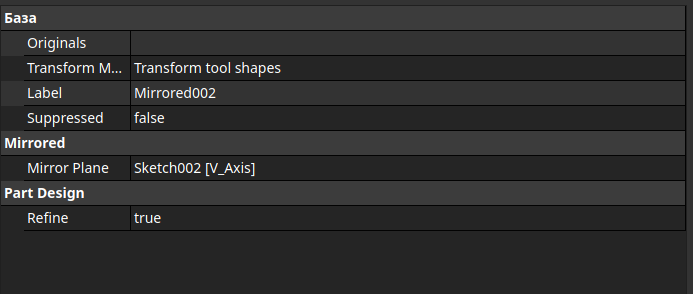 База
Originals
Transform M... Transform tool shapes
Label Mirrored002
Suppressed false
Mirrored
Mirror Plane Sketch002 [V_Axis]
Part Design
Refine true